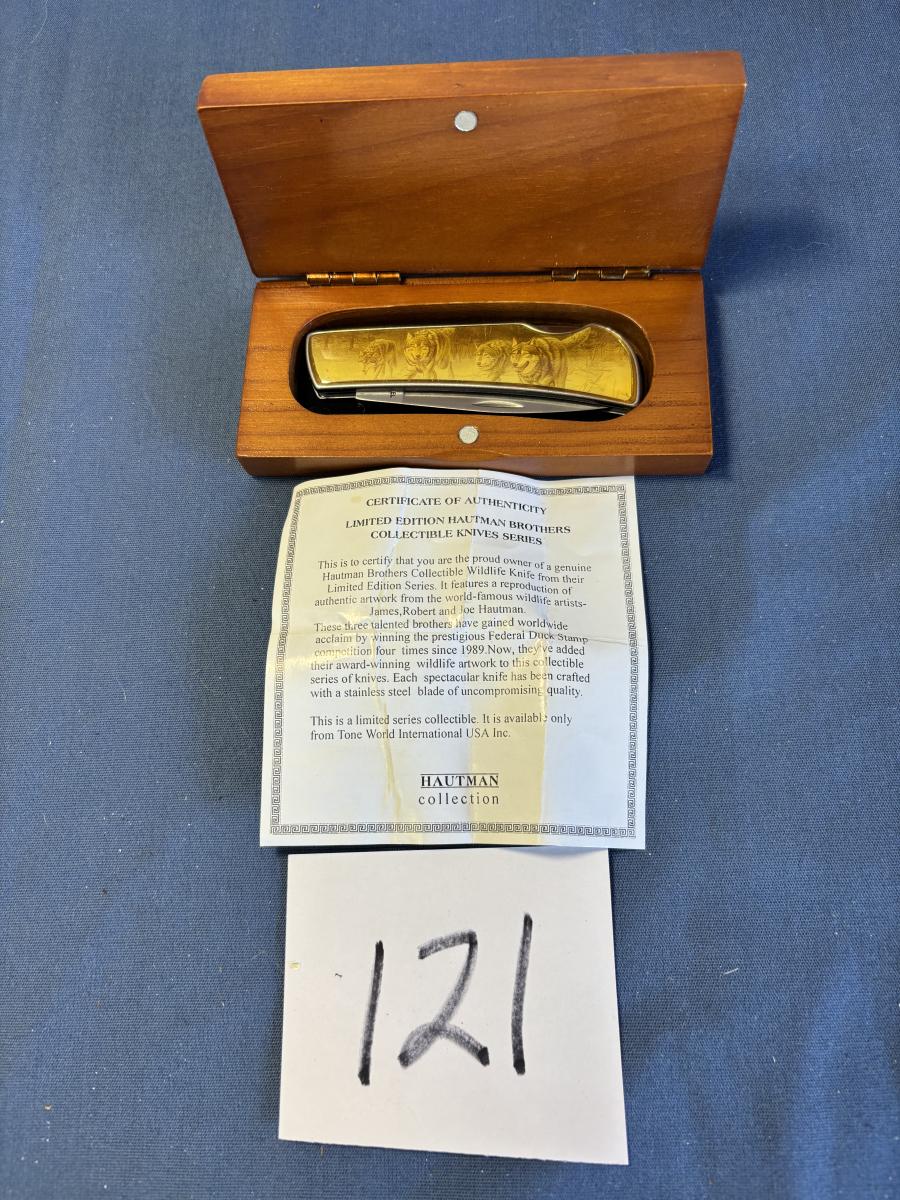 CERTIFICATE OF AUTHENTICITY
LIMITED EDITION HAUTMAN BROTHERS
COLLECTIBLE KNIVES SERIES
This is to certify that you are the proud owner of a genuine
Hautman Brothers Collectible Wildlife Knife from their
Limited Edition Series. It features a reproduction of
authentic artwork from the world-famous wildlife artists-
James,Robert and Joe Hautman.
These three talented brothers have gained worldwide
acclaim by winning the prestigious Federal Duck Stamp
competition four times since 1989.Now, they've added
their award-winning wildlife artwork to this collectible
series of knives. Each spectacular knife has been crafted
with a stainless steel blade of uncompromising quality.
This is a limited series collectible. It is available only
from Tone World International USA Inc.
HAUTMAN
collection
121